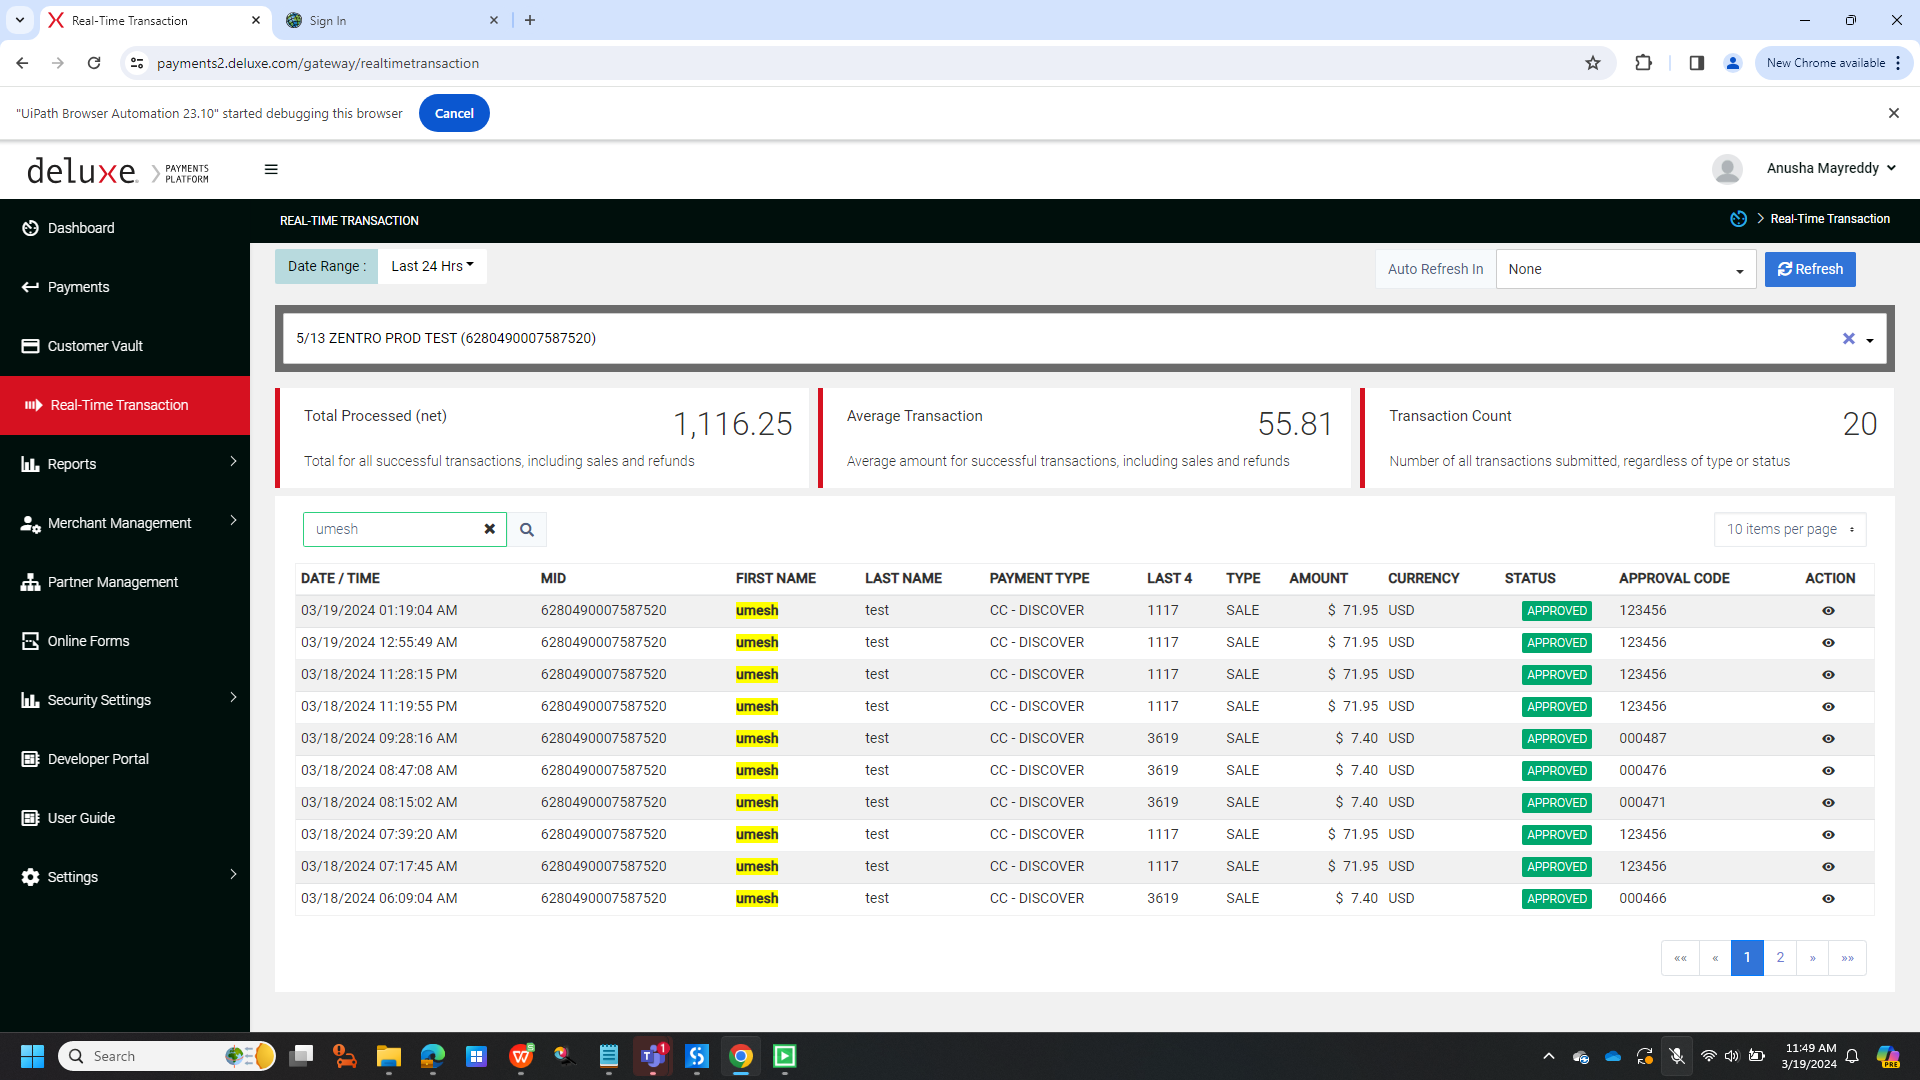 Real-Time Transaction
Sign In
payments2.deluxe.com/gateway/realtimetransaction
New Chrome available
"UiPath Browser Automation 23.10" started debugging this browser
Cancel
deluxe. PAYMENTS PLATFORM
Anusha Mayreddy
Dashboard
Payments
Customer Vault
Real-Time Transaction
Reports
Merchant Management
Partner Management
Online Forms
Security Settings
Developer Portal
User Guide
Settings
REAL-TIME TRANSACTION
Real-Time Transaction
Date Range : Last 24 Hrs
Auto Refresh In None Refresh
5/13 ZENTRO PROD TEST (6280490007587520)
Total Processed (net) 1,116.25
Total for all successful transactions, including sales and refunds
Average Transaction 55.81
Average amount for successful transactions, including sales and refunds
Transaction Count 20
Number of all transactions submitted, regardless of type or status
umesh
10 items per page
DATE / TIME MID FIRST NAME LAST NAME PAYMENT TYPE LAST 4 TYPE AMOUNT CURRENCY STATUS APPROVAL CODE ACTION
03/19/2024 01:19:04 AM 6280490007587520 umesh test CC - DISCOVER 1117 SALE $ 71.95 USD APPROVED 123456
03/19/2024 12:55:49 AM 6280490007587520 umesh test CC - DISCOVER 1117 SALE $ 71.95 USD APPROVED 123456
03/18/2024 11:28:15 PM 6280490007587520 umesh test CC - DISCOVER 1117 SALE $ 71.95 USD APPROVED 123456
03/18/2024 11:19:55 PM 6280490007587520 umesh test CC - DISCOVER 1117 SALE $ 71.95 USD APPROVED 123456
03/18/2024 09:28:16 AM 6280490007587520 umesh test CC - DISCOVER 3619 SALE $ 7.40 USD APPROVED 000487
03/18/2024 08:47:08 AM 6280490007587520 umesh test CC - DISCOVER 3619 SALE $ 7.40 USD APPROVED 000476
03/18/2024 08:15:02 AM 6280490007587520 umesh test CC - DISCOVER 3619 SALE $ 7.40 USD APPROVED 000471
03/18/2024 07:39:20 AM 6280490007587520 umesh test CC - DISCOVER 1117 SALE $ 71.95 USD APPROVED 123456
03/18/2024 07:17:45 AM 6280490007587520 umesh test CC - DISCOVER 1117 SALE $ 71.95 USD APPROVED 123456
03/18/2024 06:09:04 AM 6280490007587520 umesh test CC - DISCOVER 3619 SALE $ 7.40 USD APPROVED 000466
«« « 1 2 » »»
Search
1
11:49 AM
3/19/2024
PRE